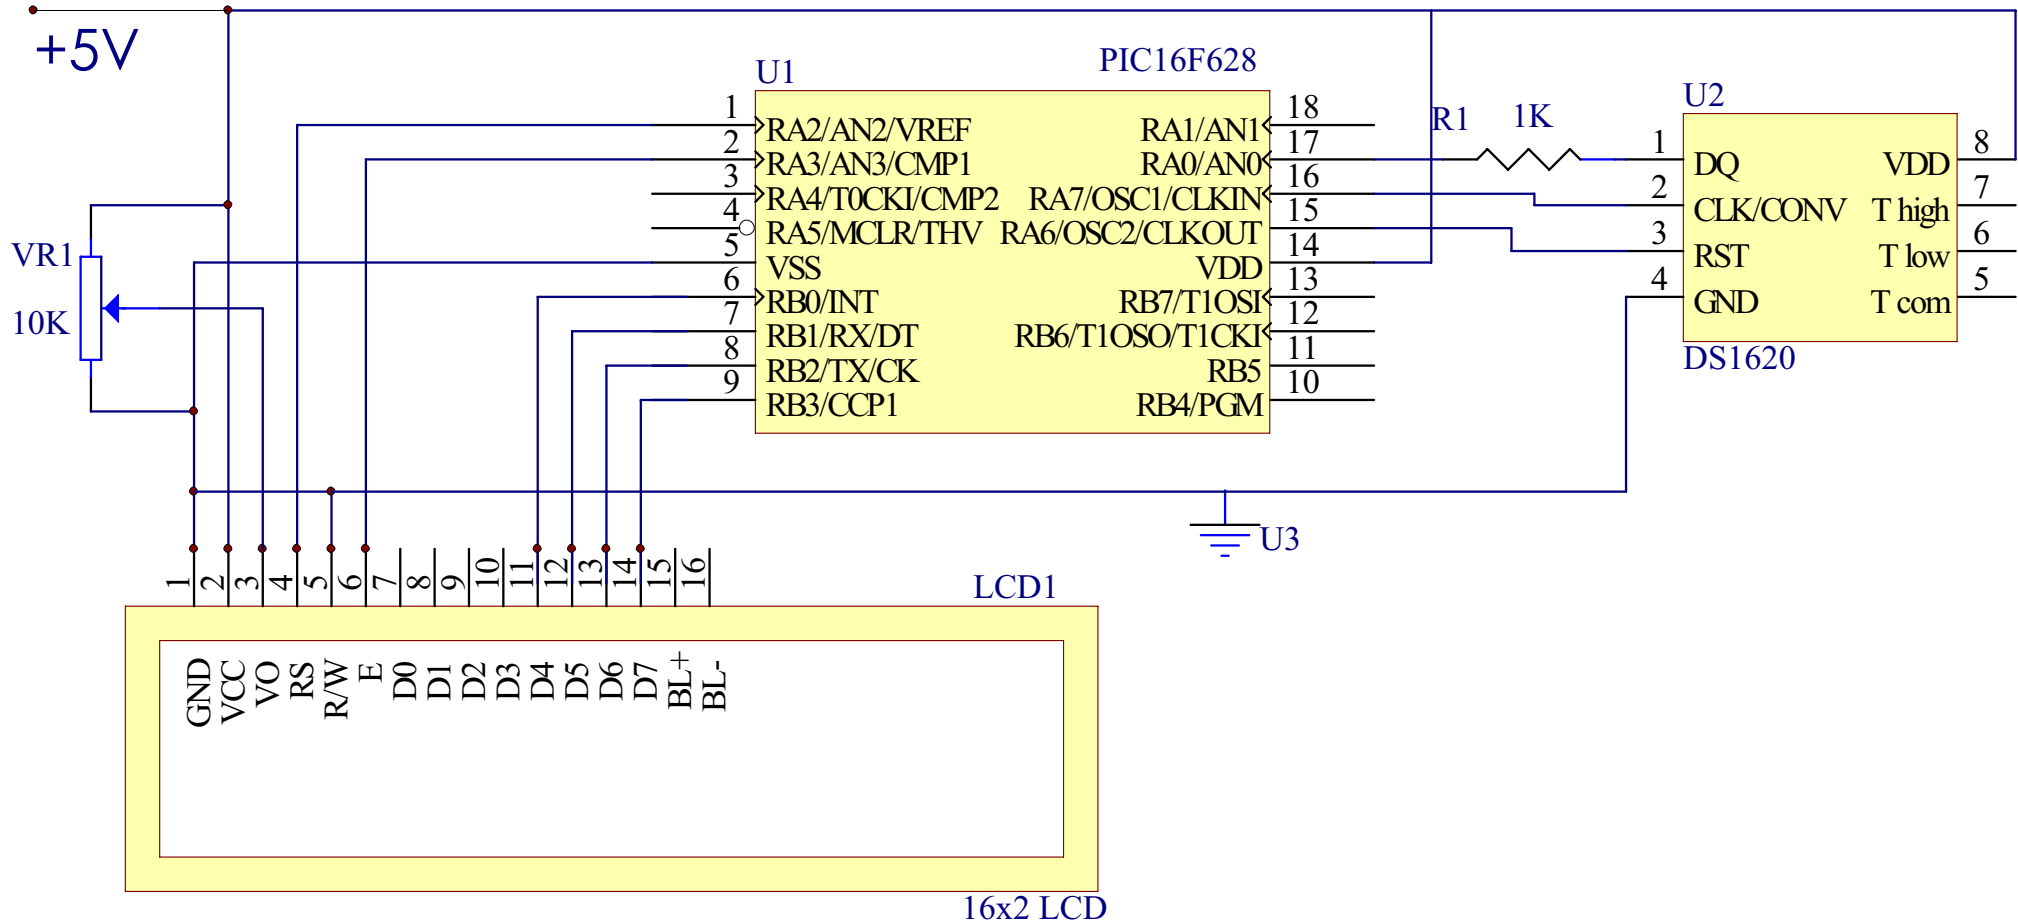 +5V
U1
PIC16F628
1 RA2/AN2/VREF
2 RA3/AN3/CMP1
3 RA4/T0CKI/CMP2
4 RA5/MCLR/THV
5 VSS
6 RB0/INT
7 RB1/RX/DT
8 RB2/TX/CK
9 RB3/CCP1
RA1/AN1 18
RA0/AN0 17
RA7/OSC1/CLKIN 16
RA6/OSC2/CLKOUT 15
VDD 14
RB7/T1OSI 13
RB6/T1OSO/T1CKI 12
RB5 11
RB4/PGM 10
R1 1K
U2
1 DQ
2 CLK/CONV
3 RST
4 GND
VDD 8
T high 7
T low 6
T com 5
DS1620
VR1
10K
U3
1 2 3 4 5 6 7 8 9 10 11 12 13 14 15 16
LCD1
GND VCC VO RS R/W E D0 D1 D2 D3 D4 D5 D6 D7 BL+ BL-
16x2 LCD